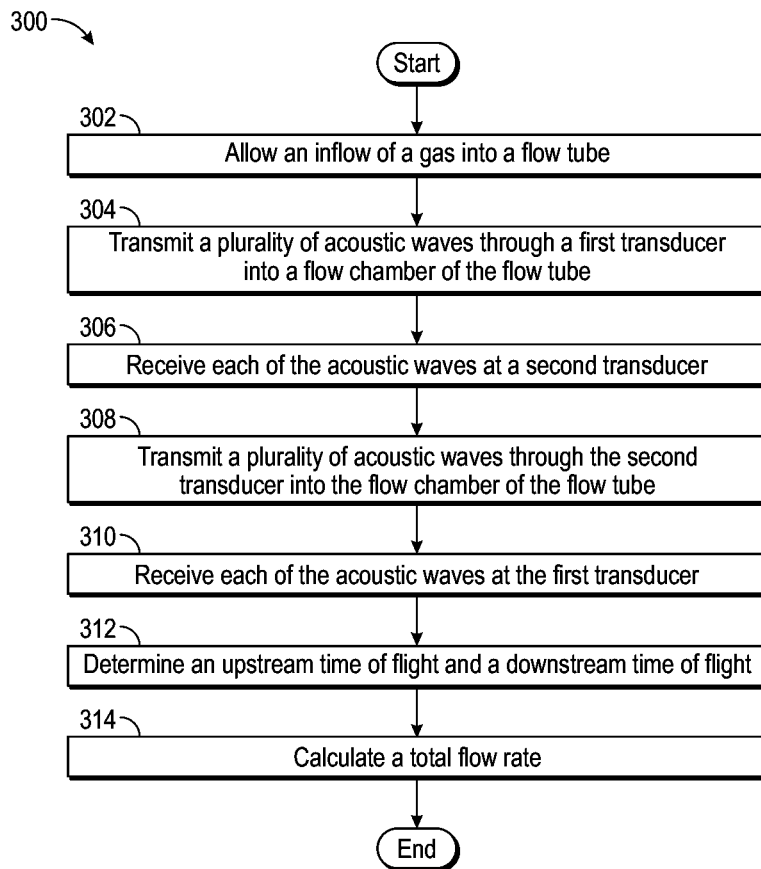 300
Start
302
Allow an inflow of a gas into a flow tube
304
Transmit a plurality of acoustic waves through a first transducer
into a flow chamber of the flow tube
306
Receive each of the acoustic waves at a second transducer
308
Transmit a plurality of acoustic waves through the second
transducer into the flow chamber of the flow tube
310
Receive each of the acoustic waves at the first transducer
312
Determine an upstream time of flight and a downstream time of flight
314
Calculate a total flow rate
End